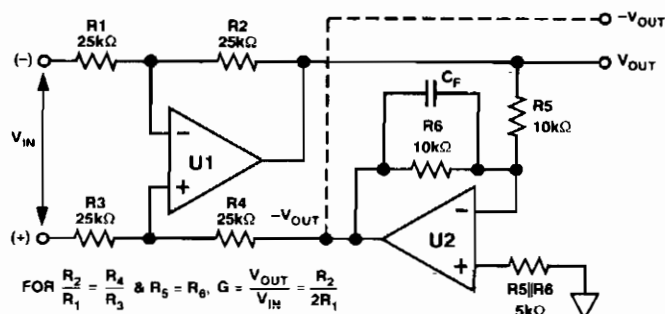 R1
25kΩ
R2
25kΩ
−VOUT
(−)
VOUT
CF
R5
10kΩ
R6
10kΩ
VIN
−
U1
+
R3
25kΩ
R4
25kΩ
−VOUT
−
U2
+
(+)
R5||R6
5kΩ
FOR R2/R1 = R4/R3 & R5 = R6, G = VOUT/VIN = R2/2R1